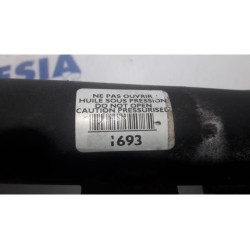 ESIA
NE PAS OUVRIR
HUILE SOUS PRESSION
DO NOT OPEN
CAUTION PRESSURISED
1693